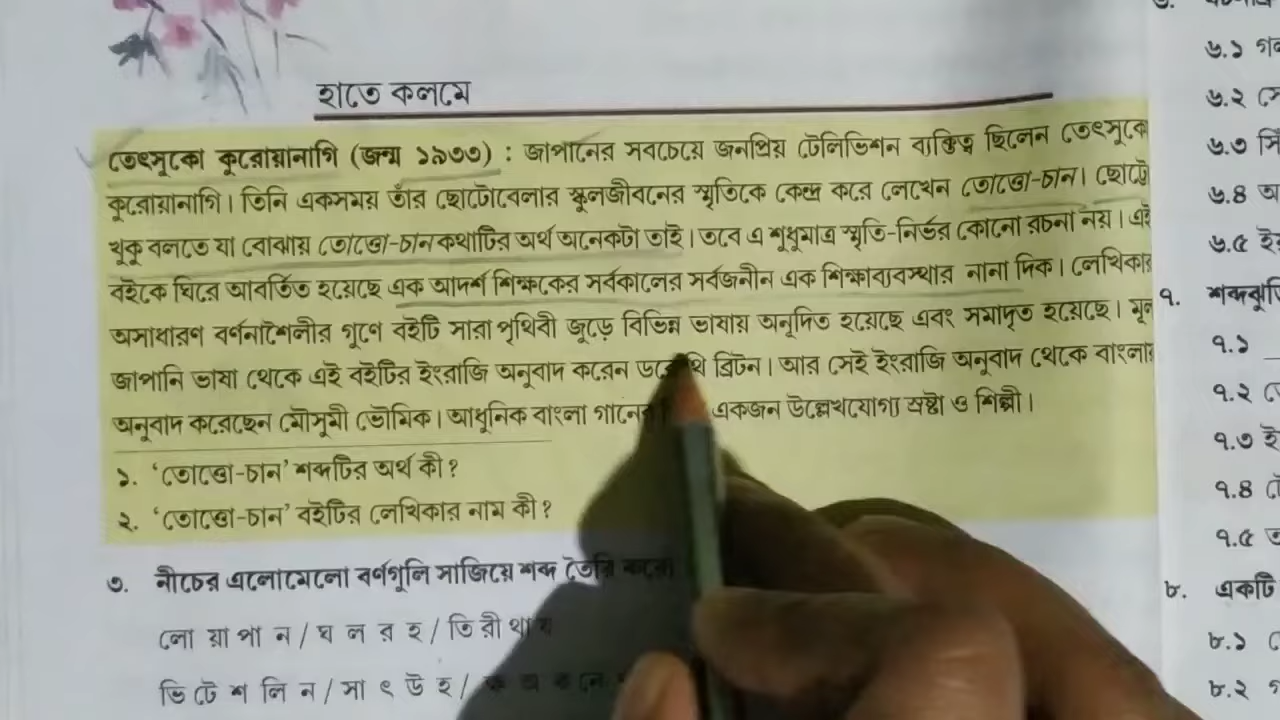 হাতে কলমে
তেৎসুকো কুরোয়ানাগি (জন্ম ১৯৩৩) : জাপানের সবচেয়ে জনপ্রিয় টেলিভিশন ব্যক্তিত্ব ছিলেন তেৎসুকো
কুরোয়ানাগি। তিনি একসময় তাঁর ছোটোবেলার স্কুলজীবনের স্মৃতিকে কেন্দ্র করে লেখেন তোত্তো-চান। ছোট্ট
খুকু বলতে যা বোঝায় তোত্তো-চান কথাটির অর্থ অনেকটা তাই। তবে এ শুধুমাত্র স্মৃতি-নির্ভর কোনো রচনা নয়। এই
বইকে ঘিরে আবর্তিত হয়েছে এক আদর্শ শিক্ষকের সর্বকালের সর্বজনীন এক শিক্ষাব্যবস্থার নানা দিক। লেখিকার
অসাধারণ বর্ণনাশৈলীর গুণে বইটি সারা পৃথিবী জুড়ে বিভিন্ন ভাষায় অনূদিত হয়েছে এবং সমাদৃত হয়েছে। মূল
জাপানি ভাষা থেকে এই বইটির ইংরাজি অনুবাদ করেন ব্রিটন। আর সেই ইংরাজি অনুবাদ থেকে বাংলায়
অনুবাদ করেছেন মৌসুমী ভৌমিক। আধুনিক বাংলা গানের একজন উল্লেখযোগ্য স্রষ্টা ও শিল্পী।
১. ‘তোত্তো-চান’ শব্দটির অর্থ কী?
২. ‘তোত্তো-চান’ বইটির লেখিকার নাম কী?
৩. নীচের এলোমেলো বর্ণগুলি সাজিয়ে শব্দ তৈরি করো
লো য়া পা ন / ঘ ল র হ / তি রী থা
ভি টে শ লি ন / সা ৎ উ হ /
৬.১
৬.২
৬.৩
৬.৪
৬.৫
৭.
৭.১
৭.২
৭.৩
৭.৪
৭.৫
৮. একটি
৮.১
৮.২